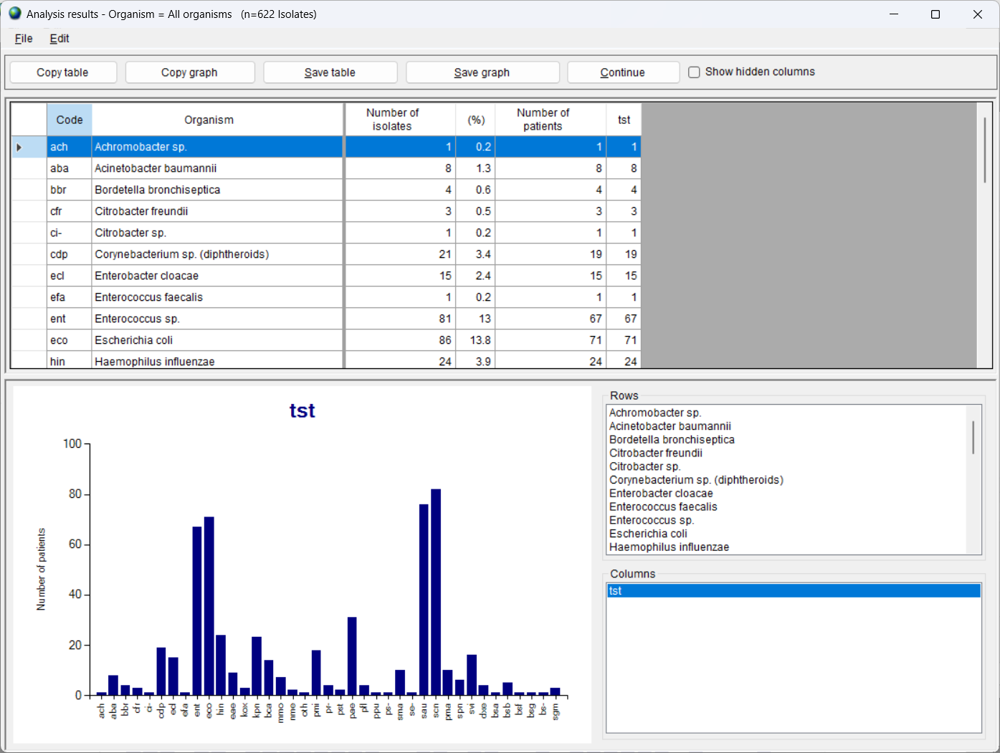 Analysis results - Organism = All organisms (n=622 Isolates)
File Edit
Copy table Copy graph Save table Save graph Continue Show hidden columns
Code Organism Number of isolates (%) Number of patients tst
ach Achromobacter sp. 1 0.2 1 1
aba Acinetobacter baumannii 8 1.3 8 8
bbr Bordetella bronchiseptica 4 0.6 4 4
cfr Citrobacter freundii 3 0.5 3 3
ci- Citrobacter sp. 1 0.2 1 1
cdp Corynebacterium sp. (diphtheroids) 21 3.4 19 19
ecl Enterobacter cloacae 15 2.4 15 15
efa Enterococcus faecalis 1 0.2 1 1
ent Enterococcus sp. 81 13 67 67
eco Escherichia coli 86 13.8 71 71
hin Haemophilus influenzae 24 3.9 24 24
tst
Number of patients
100
80
60
40
20
0
ach aba bbr cfr ci- cdp ecl efa ent eco hin eae kox kpn bca mmo nme oth pmi pr- pst pae pll ppu ps- sma se- sau scn pma spn svi dxe bsa bsb bsf bsg bs- sgm
Rows
Achromobacter sp.
Acinetobacter baumannii
Bordetella bronchiseptica
Citrobacter freundii
Citrobacter sp.
Corynebacterium sp. (diphtheroids)
Enterobacter cloacae
Enterococcus faecalis
Enterococcus sp.
Escherichia coli
Haemophilus influenzae
Columns
tst